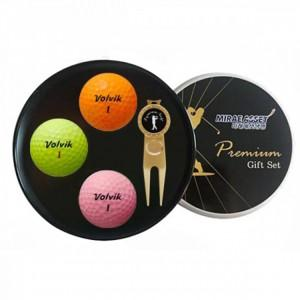 Volvik
1
Volvik
1
Volvik
1
MIRAE ASSET
Premium
Gift Set